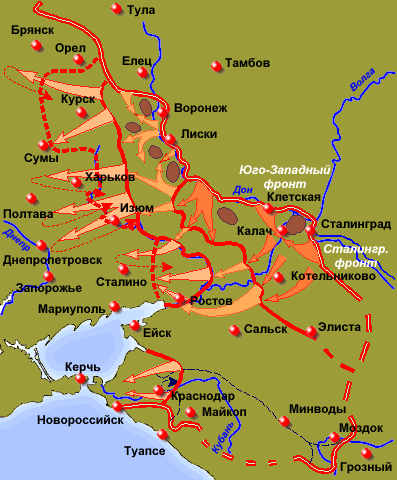 Тула
Брянск
Орел
Елец
Тамбов
Волга
Курск
Воронеж
Лиски
Сумы
Харьков
Юго-Западный
фронт
Дон
Клетская
Полтава
Изюм
Калач
Сталинград
Днепр
Сталингр.
фронт
Днепропетровск
Сталино
Котельниково
Запорожье
Ростов
Мариуполь
Ейск
Сальск
Элиста
Керчь
Краснодар
Майкоп
Минводы
Новороссийск
Кубань
Моздок
Туапсе
Грозный